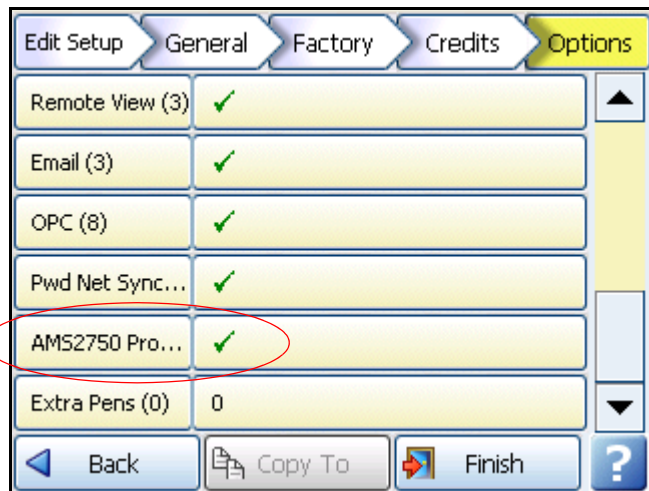 Edit Setup General Factory Credits Options
Remote View (3)
Email (3)
OPC (8)
Pwd Net Sync...
AMS2750 Pro...
Extra Pens (0) 0
Back Copy To Finish ?